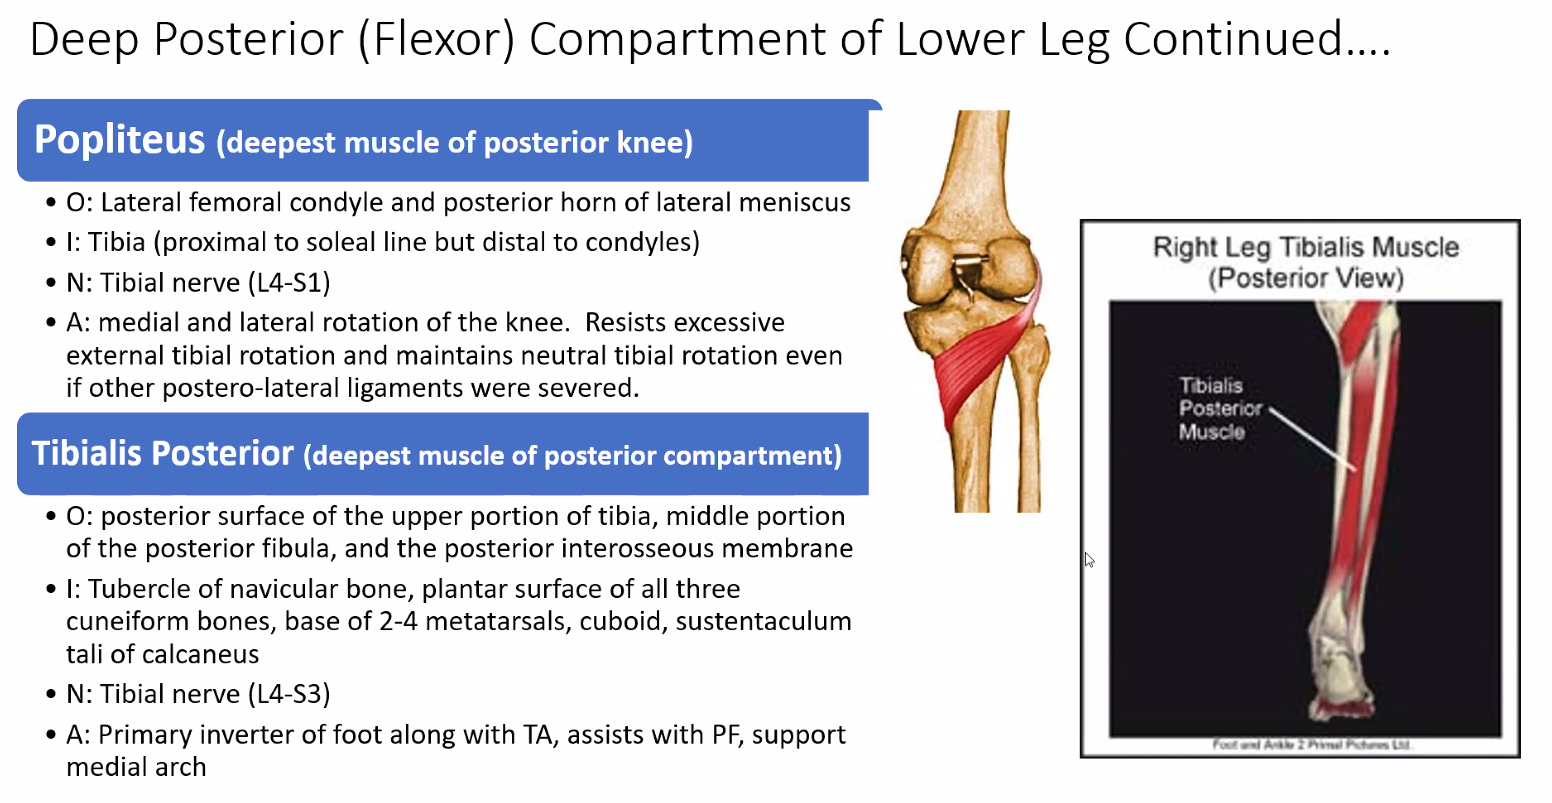 Deep Posterior (Flexor) Compartment of Lower Leg Continued....
Popliteus (deepest muscle of posterior knee)
• O: Lateral femoral condyle and posterior horn of lateral meniscus
• I: Tibia (proximal to soleal line but distal to condyles)
• N: Tibial nerve (L4-S1)
• A: medial and lateral rotation of the knee.  Resists excessive
external tibial rotation and maintains neutral tibial rotation even
if other postero-lateral ligaments were severed.
Tibialis Posterior (deepest muscle of posterior compartment)
• O: posterior surface of the upper portion of tibia, middle portion
of the posterior fibula, and the posterior interosseous membrane
• I: Tubercle of navicular bone, plantar surface of all three
cuneiform bones, base of 2-4 metatarsals, cuboid, sustentaculum
tali of calcaneus
• N: Tibial nerve (L4-S3)
• A: Primary inverter of foot along with TA, assists with PF, support
medial arch
Right Leg Tibialis Muscle
(Posterior View)
Tibialis
Posterior
Muscle
Foot and Ankle 2 Primal Pictures Ltd.